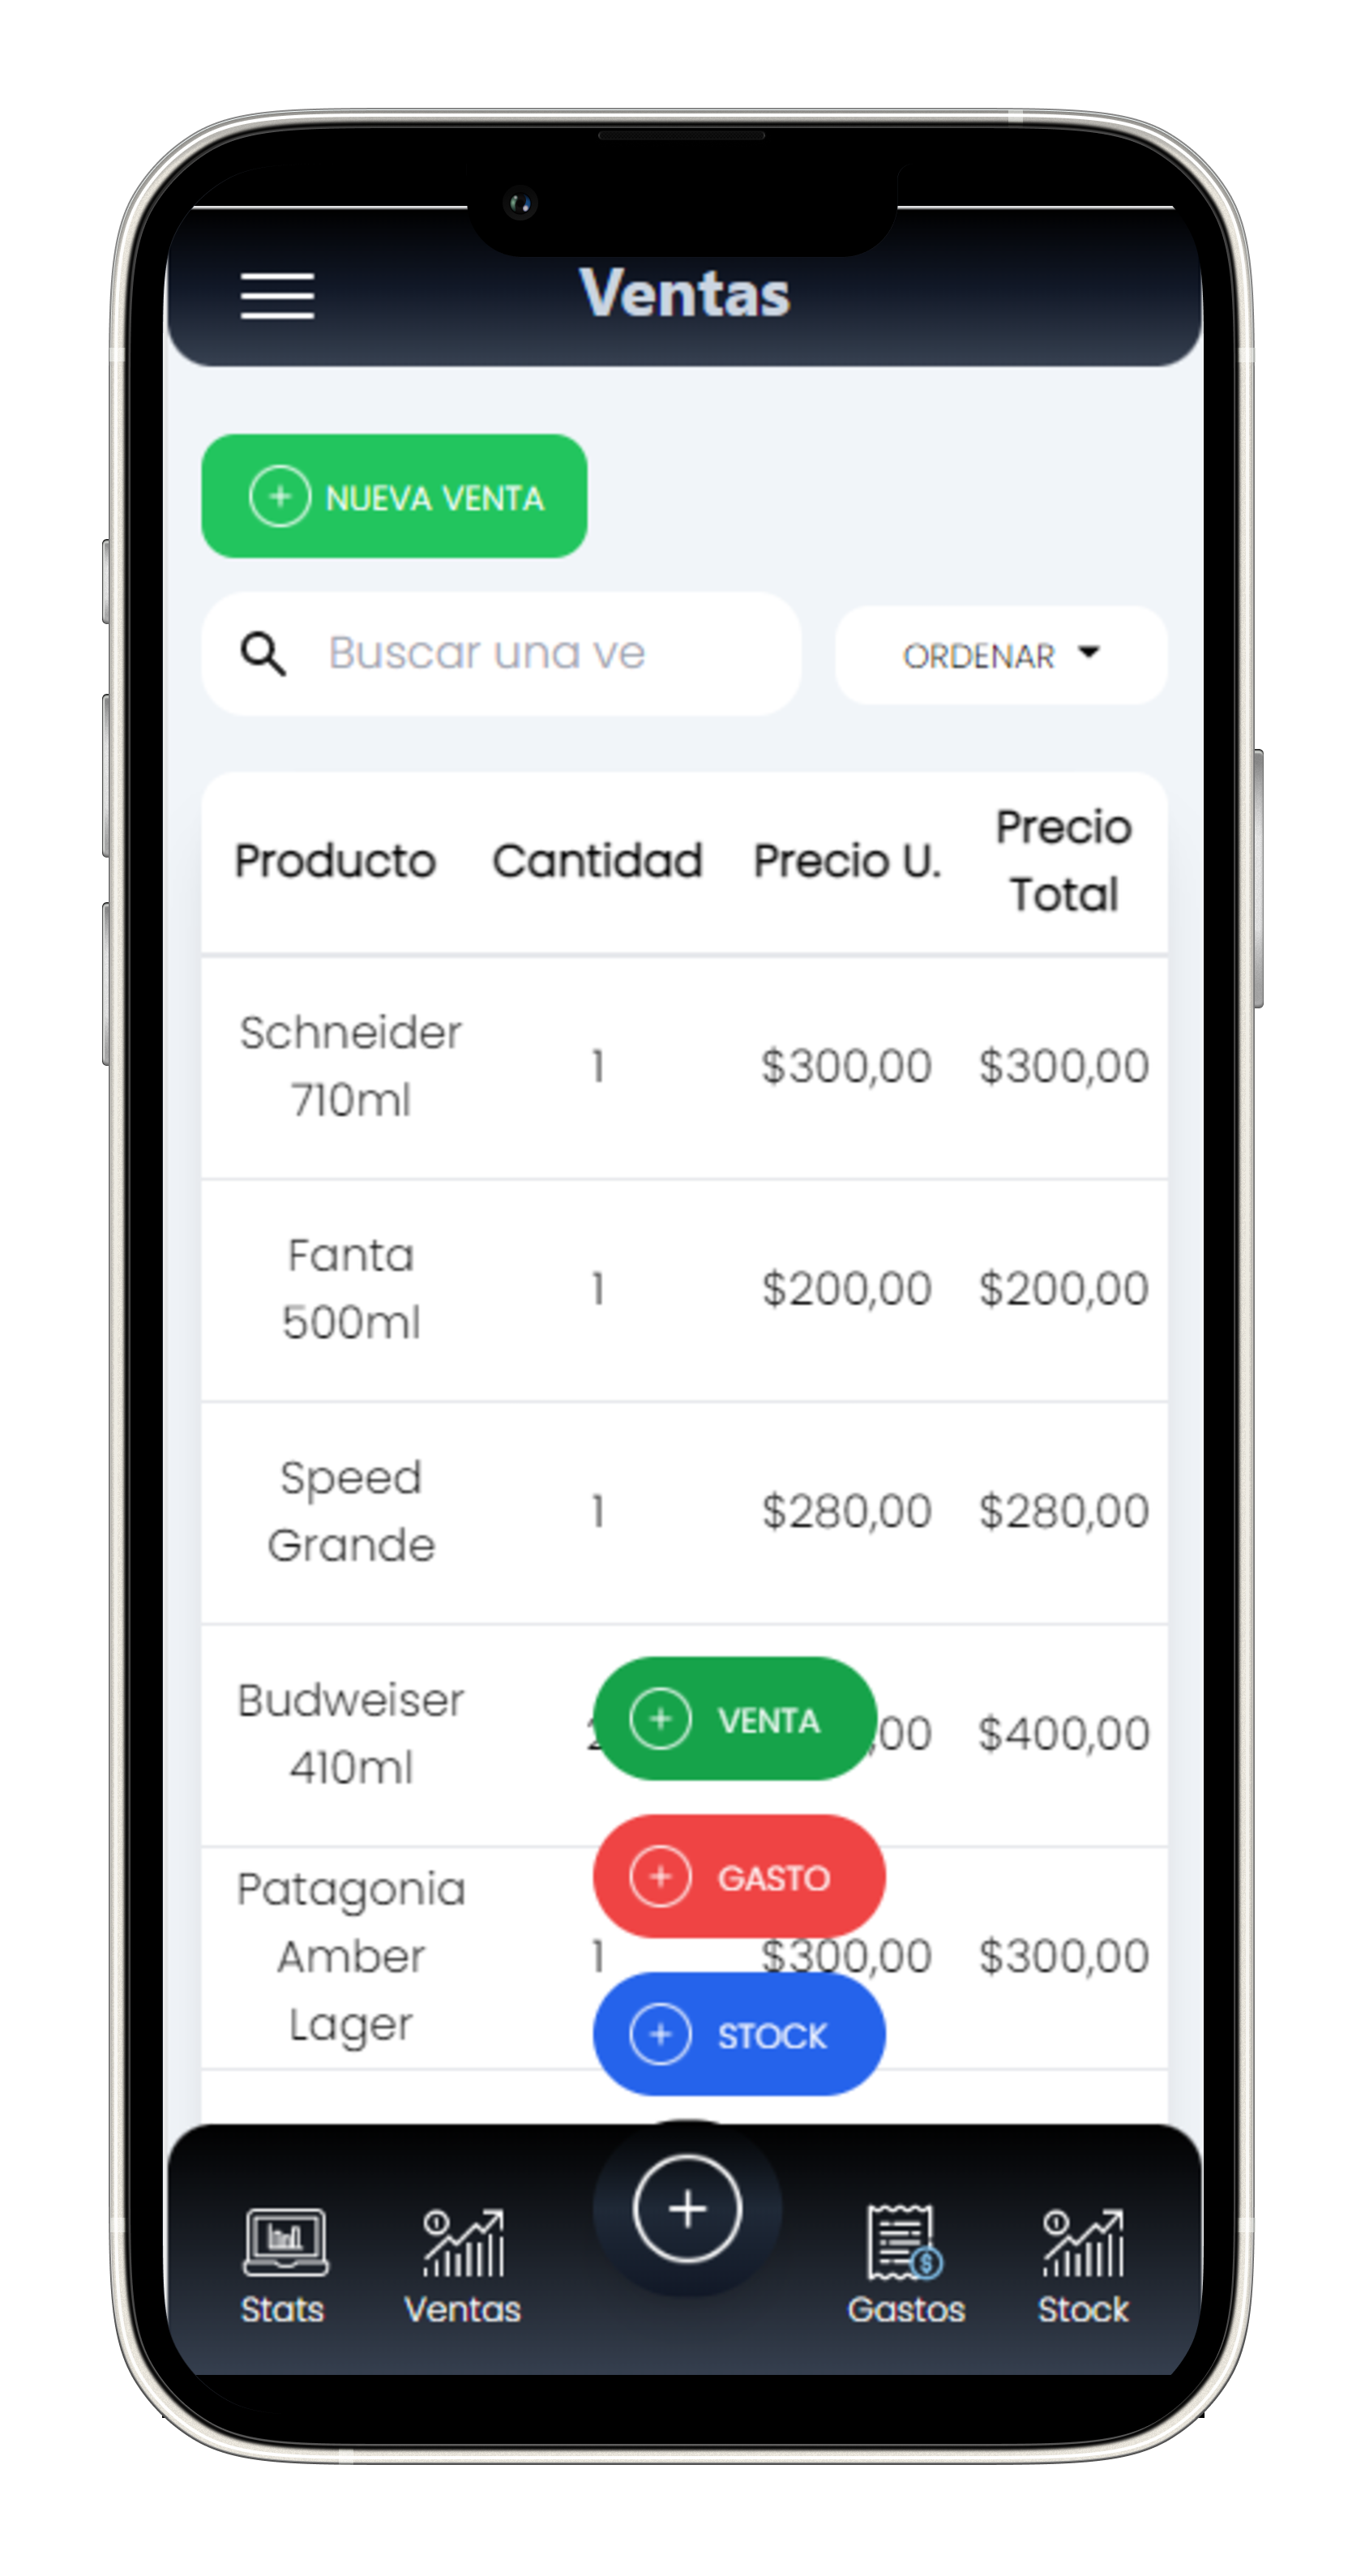 Ventas
NUEVA VENTA
Buscar una ve
ORDENAR
Producto Cantidad Precio U. Precio Total
Schneider 710ml 1 $300,00 $300,00
Fanta 500ml 1 $200,00 $200,00
Speed Grande 1 $280,00 $280,00
Budweiser 410ml ,00 $400,00
VENTA
GASTO
Patagonia Amber Lager 1 $300,00 $300,00
STOCK
Stats Ventas Gastos Stock